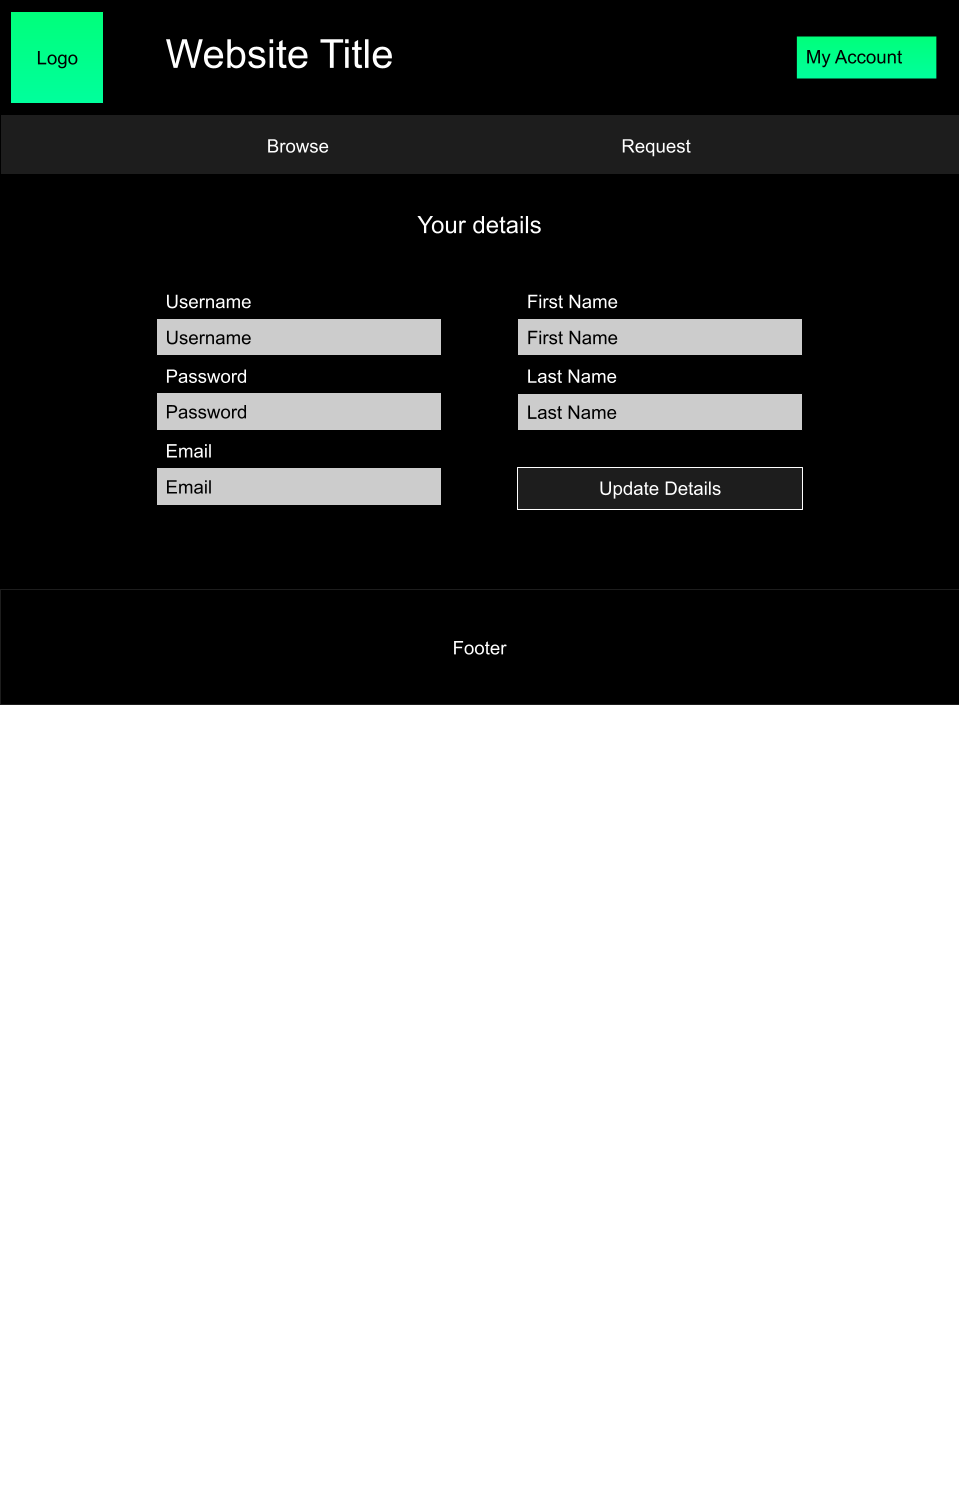 Logo
Website Title
My Account
Browse
Request
Your details
Username
Username
Password
Password
Email
Email
First Name
First Name
Last Name
Last Name
Update Details
Footer